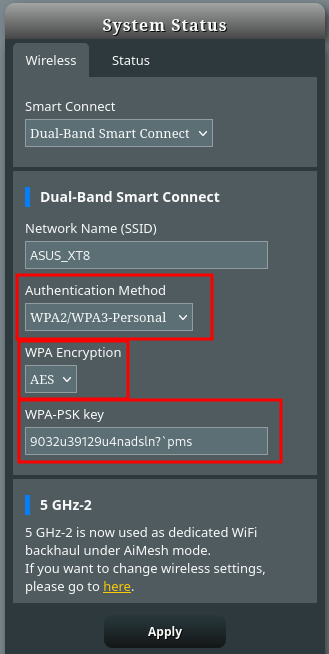 System Status
Wireless
Status
Smart Connect
Dual-Band Smart Connect
Dual-Band Smart Connect
Network Name (SSID)
ASUS_XT8
Authentication Method
WPA2/WPA3-Personal
WPA Encryption
AES
WPA-PSK key
9032u39129u4nadsln?`pms
5 GHz-2
5 GHz-2 is now used as dedicated WiFi
backhaul under AiMesh mode.
If you want to change wireless settings,
please go to here.
Apply